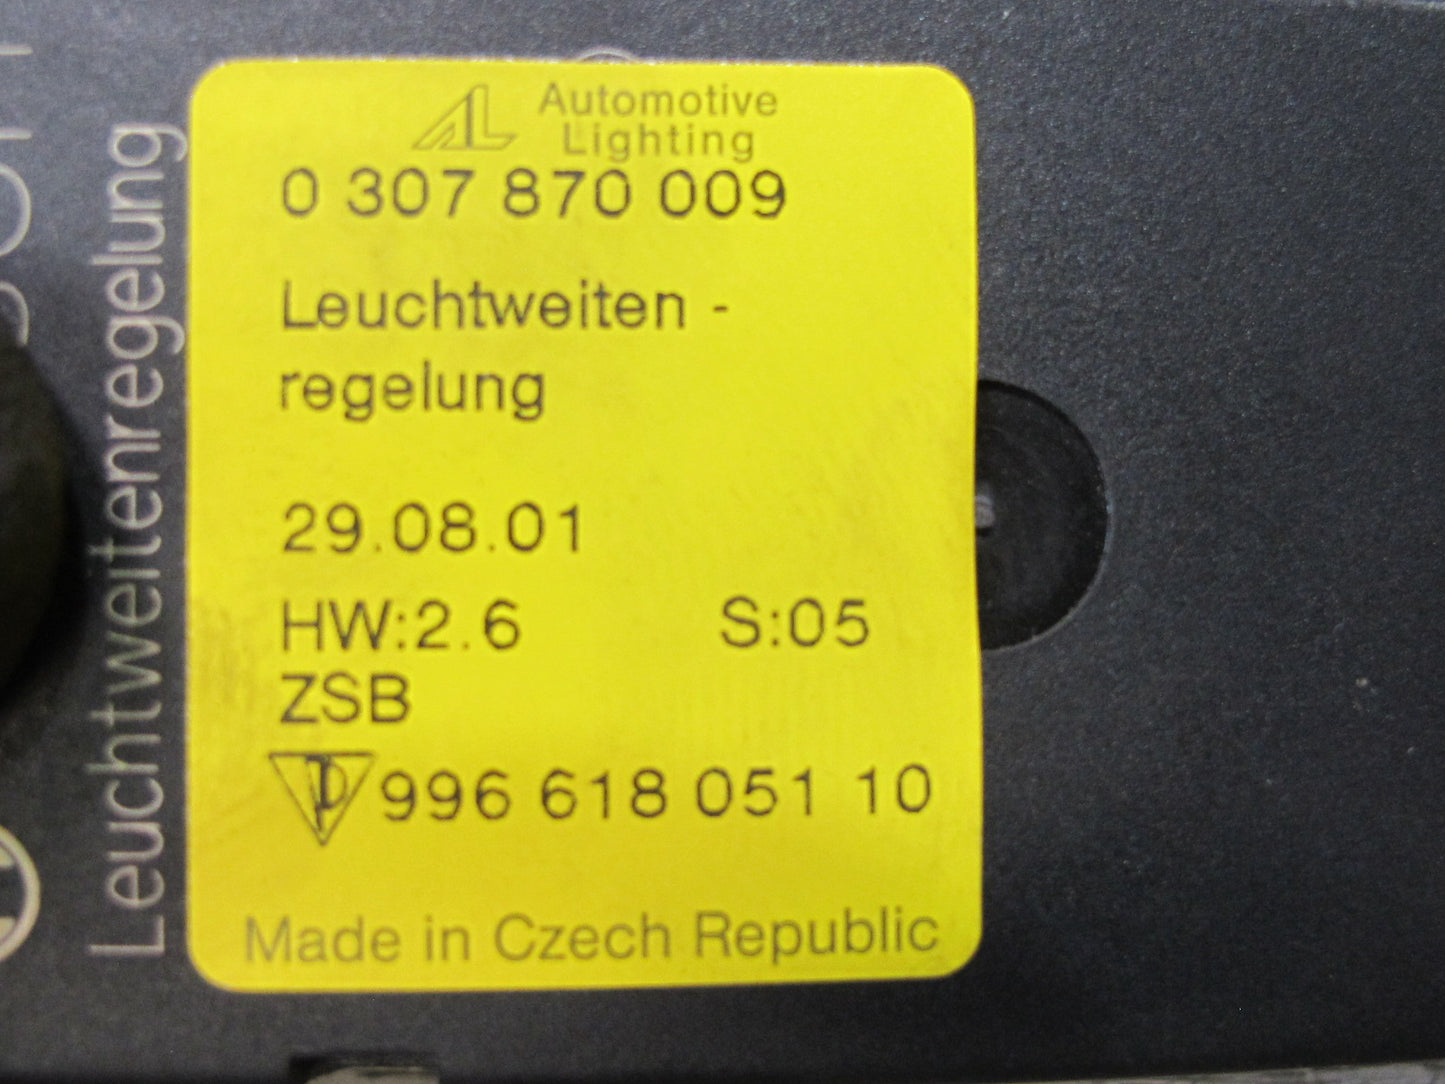 Automotive
Lighting
0 307 870 009
Leuchtweiten -
regelung
29.08.01
HW:2.6 S:05
ZSB
996 618 051 10
Made in Czech Republic
Leuchtweitenregelung